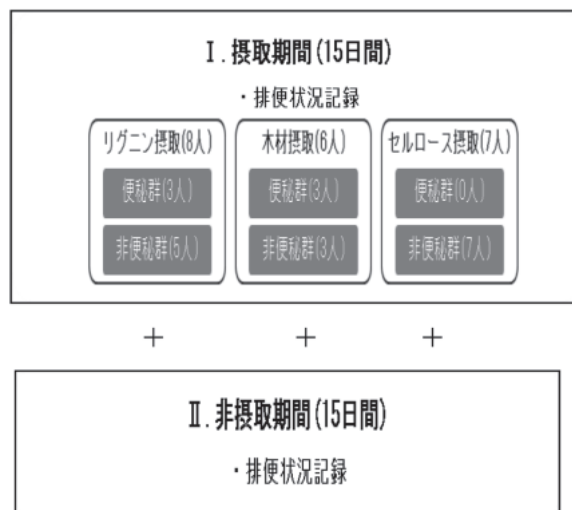 Ⅰ.摂取期間(15日間)
・排便状況記録
リグニン摂取(8人) 木材摂取(6人) セルロース摂取(7人)
便秘群(3人) 便秘群(3人) 便秘群(0人)
非便秘群(5人) 非便秘群(3人) 非便秘群(7人)
+ + +
Ⅱ.非摂取期間(15日間)
・排便状況記録